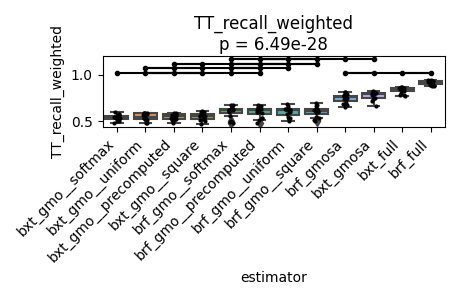 TT_recall_weighted
p = 6.49e-28
TT_recall_weighted
1.0
0.5
bxt_gmo__softmax
bxt_gmo__uniform
bxt_gmo__precomputed
bxt_gmo__square
brf_gmo__softmax
brf_gmo__precomputed
brf_gmo__uniform
brf_gmo__square
brf_gmosa
bxt_gmosa
bxt_full
brf_full
estimator